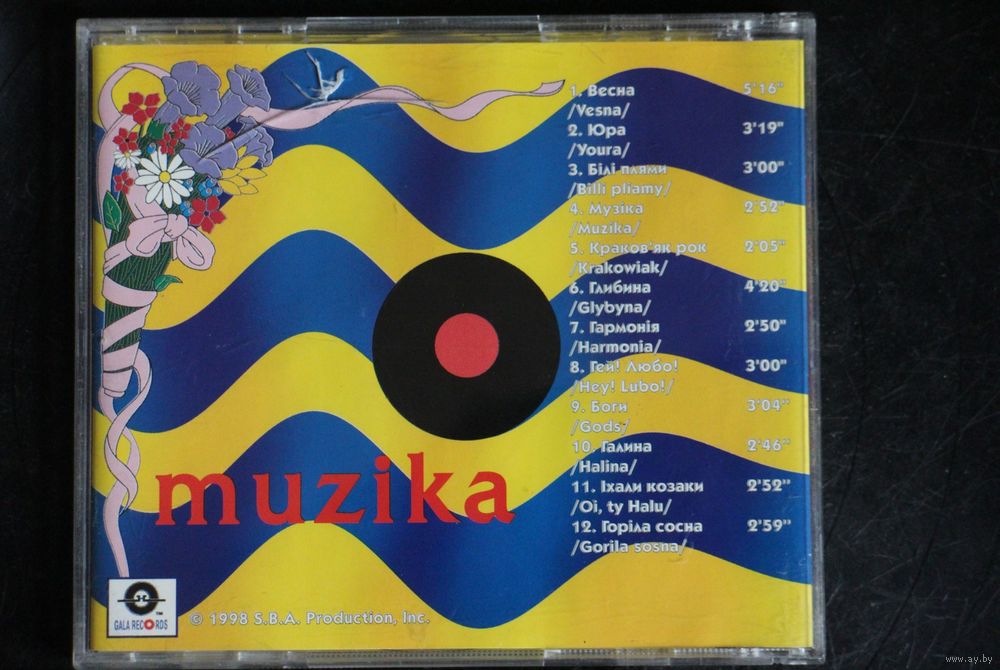 1. Весна 5'16"
/Vesna/
2. Юра 3'19"
/Youra/
3. Білі плями 3'00"
/Billi pliamy/
4. Музіка 2'52"
/Muzika/
5. Краков'як рок 2'05"
/Krakowiak/
6. Глибина 4'20"
/Glybyna/
7. Гармонія 2'50"
/Harmonia/
8. Гей! Любо! 3'00"
/Hey! Lubo!/
9. Боги 3'04"
/Gods/
10. Галина 2'46"
/Halina/
11. Їхали козаки 2'52"
/Oi, ty Halu/
12. Горіла сосна 2'59"
/Gorila sosna/
muzika
GALA RECORDS
TM
© 1998 S.B.A. Production, Inc.
www.ay.by